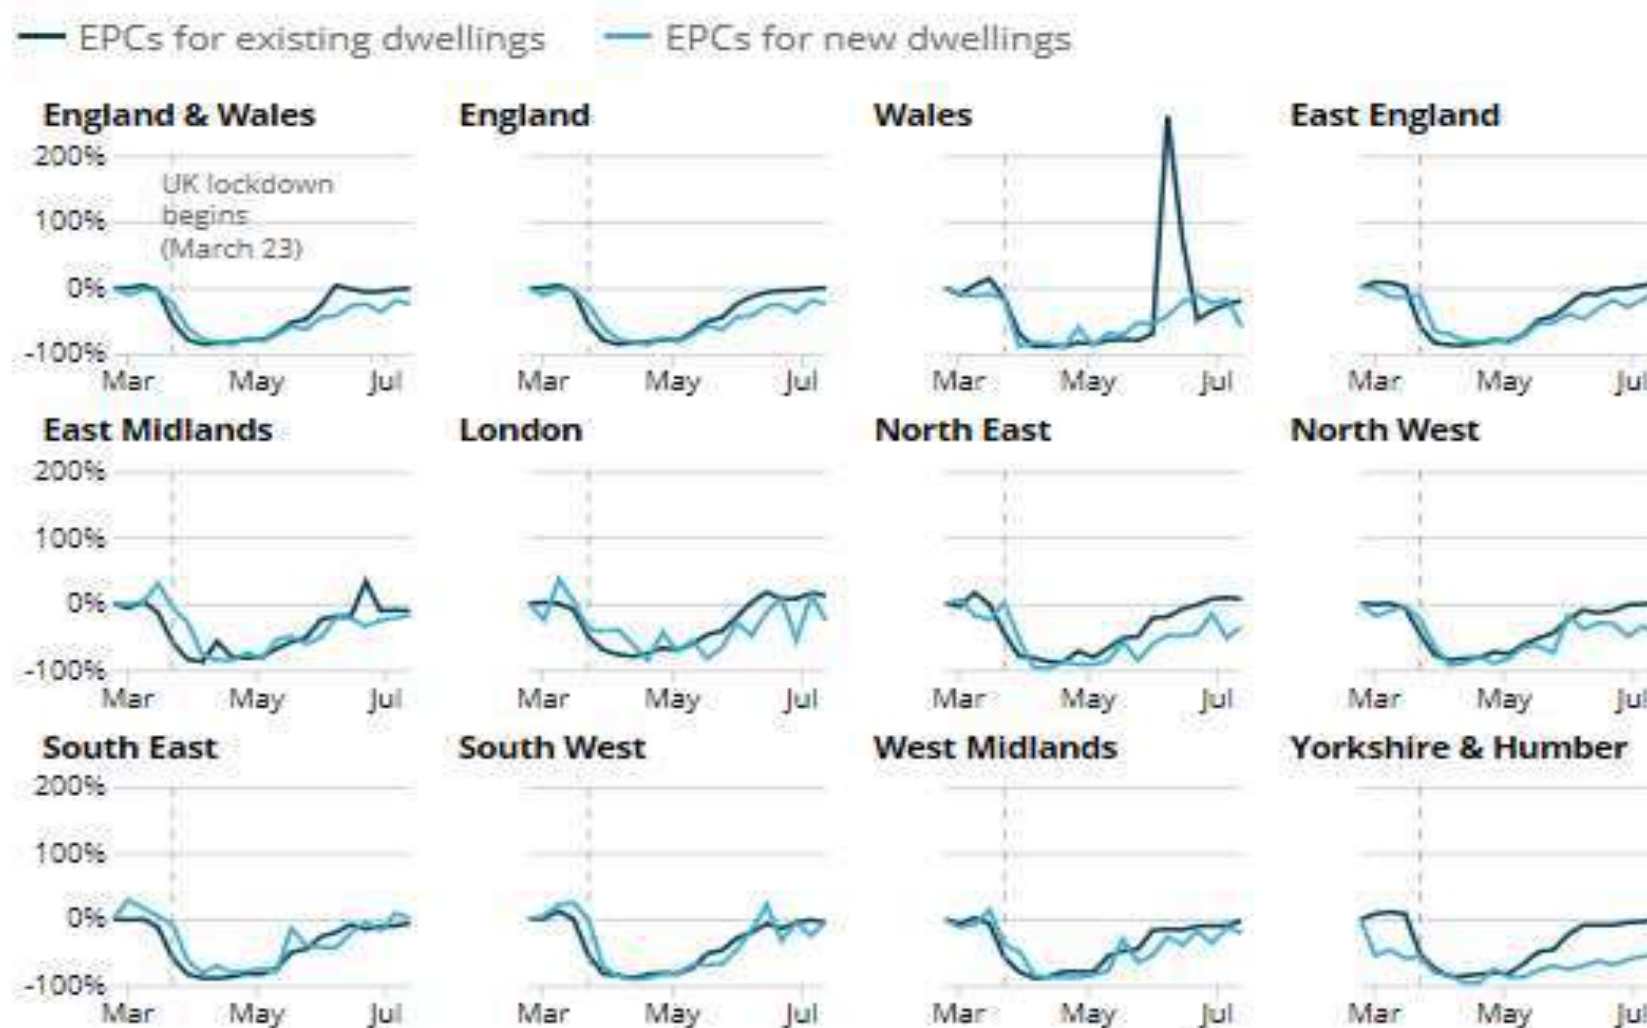 EPCs for existing dwellings EPCs for new dwellings
England & Wales England Wales East England
200%
UK lockdown
100% begins
(March 23)
0%
-100%
Mar May Jul Mar May Jul Mar May Jul Mar May Ju
East Midlands London North East North West
200%
100%
0%
-100%
Mar May Jul Mar May Jul Mar May Jul Mar May Ju
South East South West West Midlands Yorkshire & Humber
200%
100%
0%
-100%
Mar May Jul Mar May Jul Mar May Jul Mar May Ju